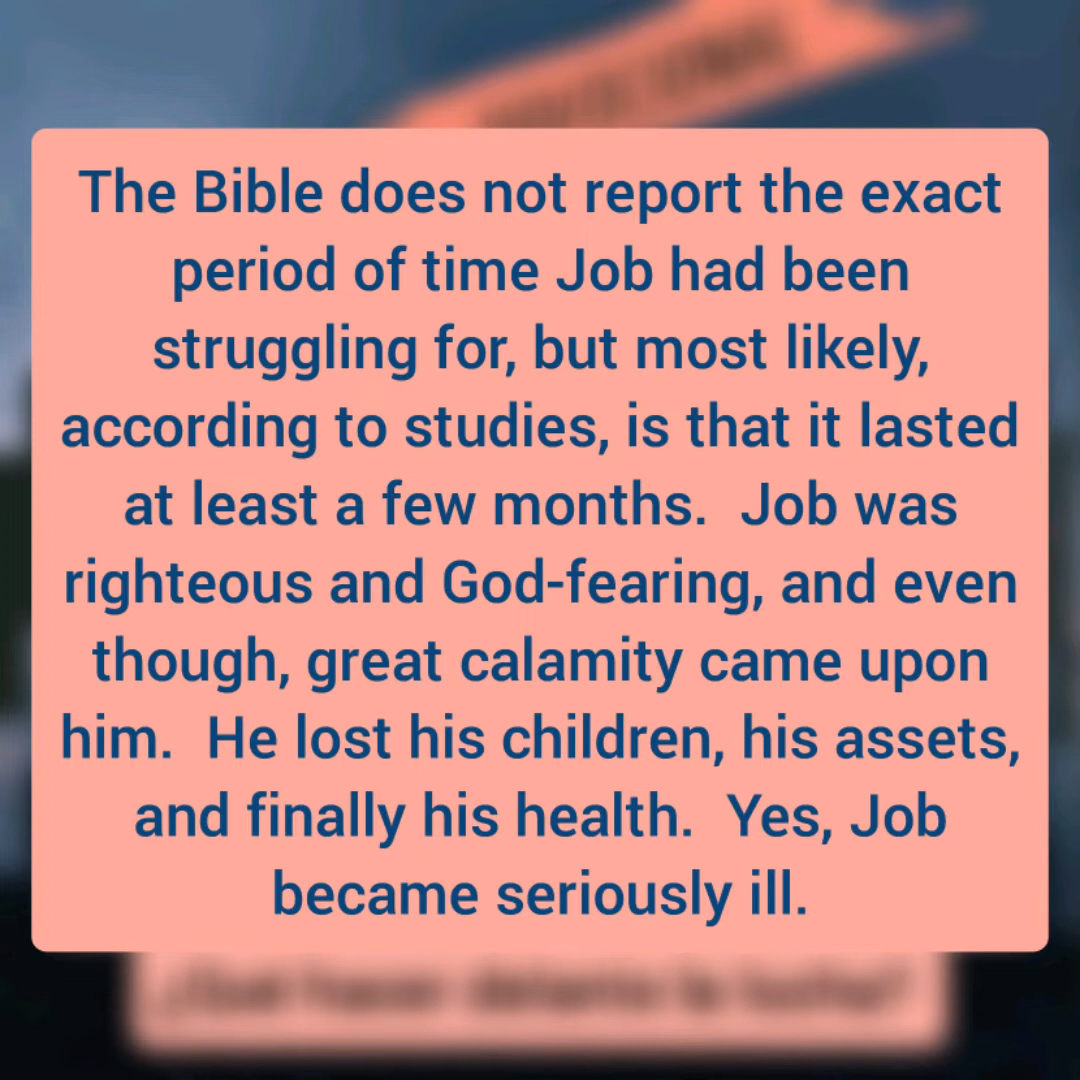 The Bible does not report the exact
period of time Job had been
struggling for, but most likely,
according to studies, is that it lasted
at least a few months.  Job was
righteous and God-fearing, and even
though, great calamity came upon
him.  He lost his children, his assets,
and finally his health.  Yes, Job
became seriously ill.